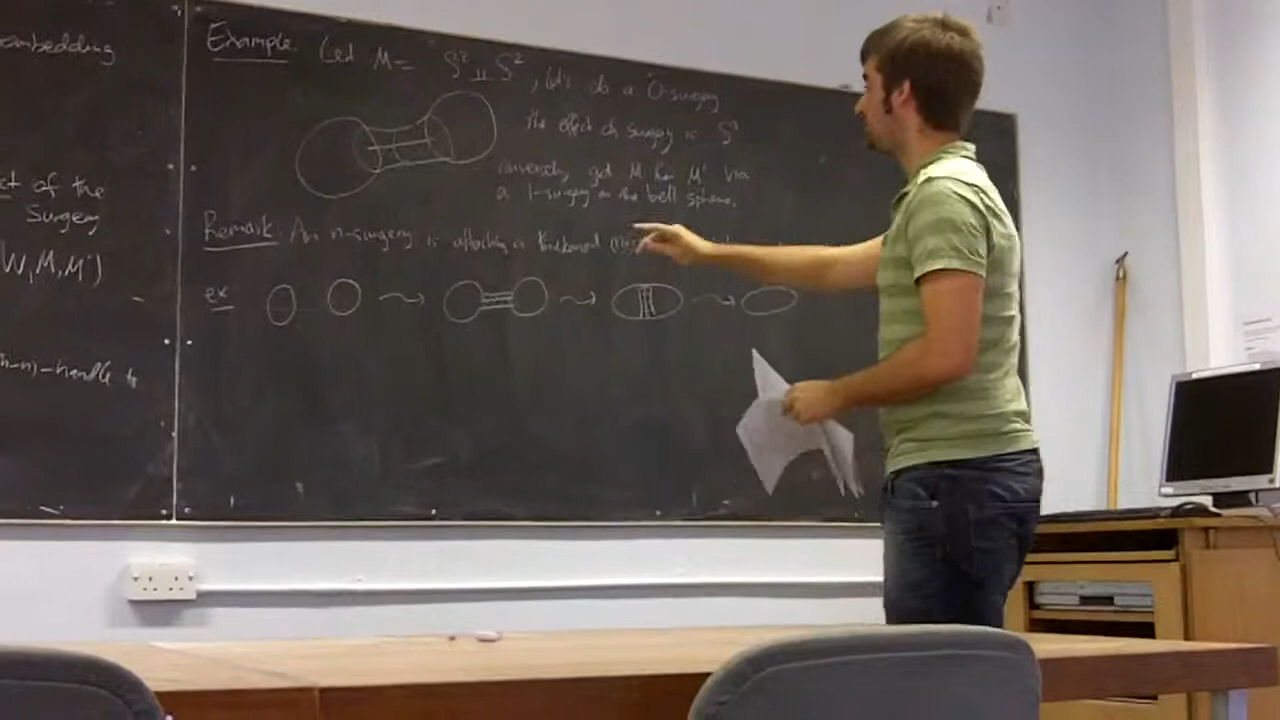 embedding
ct of the
Surgery
(W,M,M')
(m-n)-handle to
Example Let M = S² ⊔ S², let's do a 0-surgery
the effect of surgery is S²
conversely get M from M' via
a 1-surgery on the belt sphere.
Remark: An n-surgery is attaching a thickened
ex